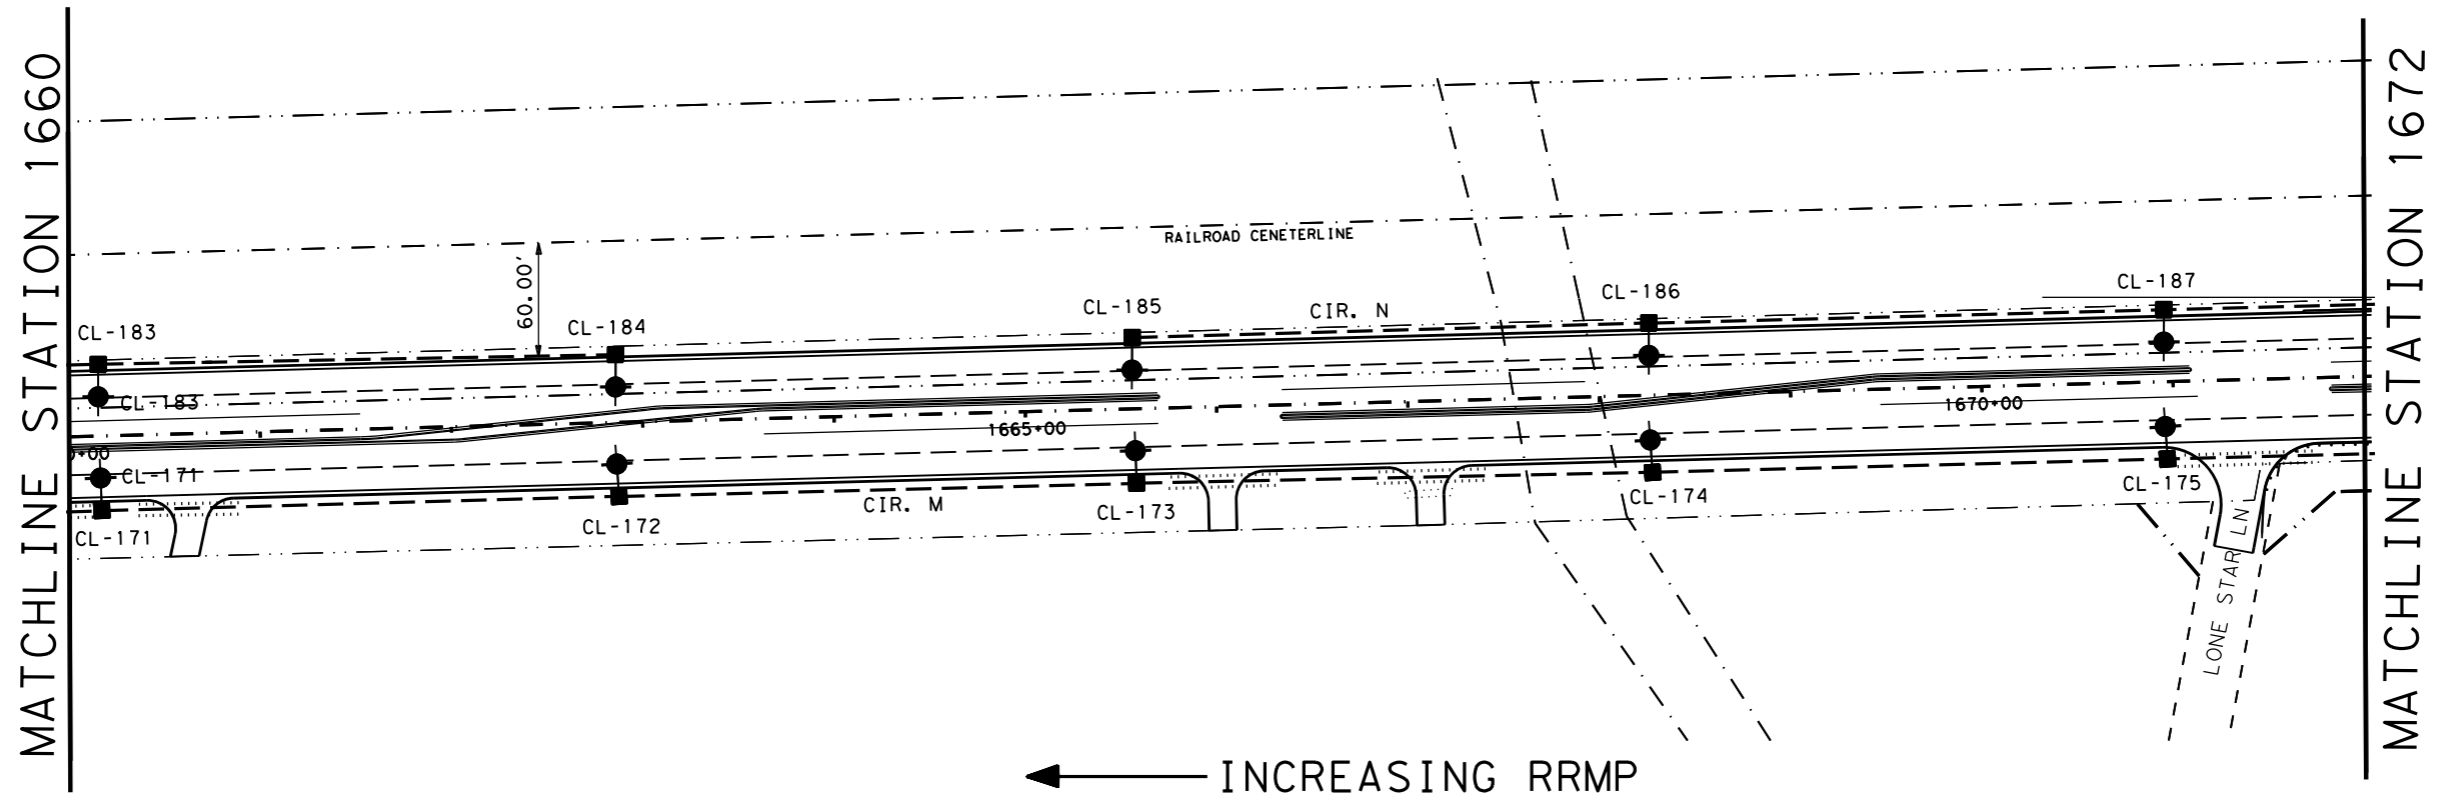 MATCHLINE STATION 1660
MATCHLINE STATION 1672
RAILROAD CENETERLINE
60.00'
CL-183
CL-184
CL-185
CIR. N
CL-186
CL-187
CL-183
1670+00
1665+00
0+00
CL-171
CIR. M
CL-171
CL-172
CL-173
CL-174
CL-175
LONE STAR LN
INCREASING RRMP